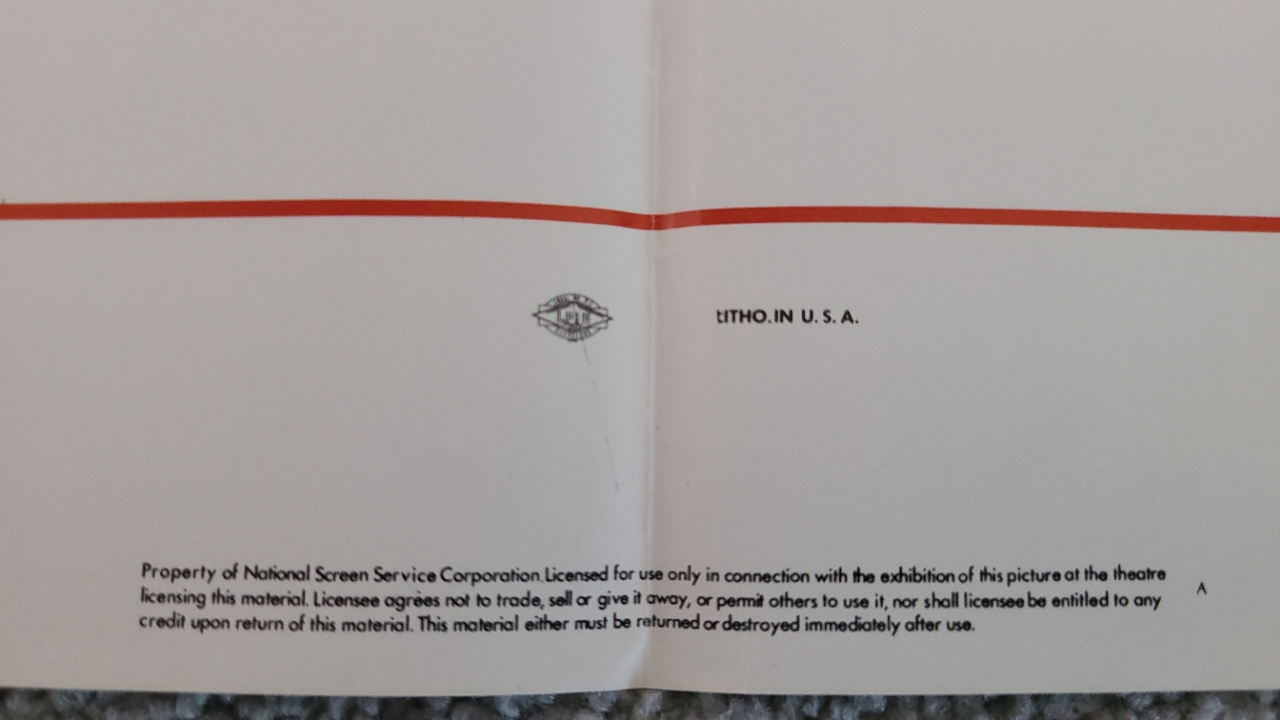 LITHO. IN U. S. A.
Property of National Screen Service Corporation. Licensed for use only in connection with the exhibition of this picture at the theatre
licensing this material. Licensee agrees not to trade, sell or give it away, or permit others to use it, nor shall licensee be entitled to any
credit upon return of this material. This material either must be returned or destroyed immediately after use.
A